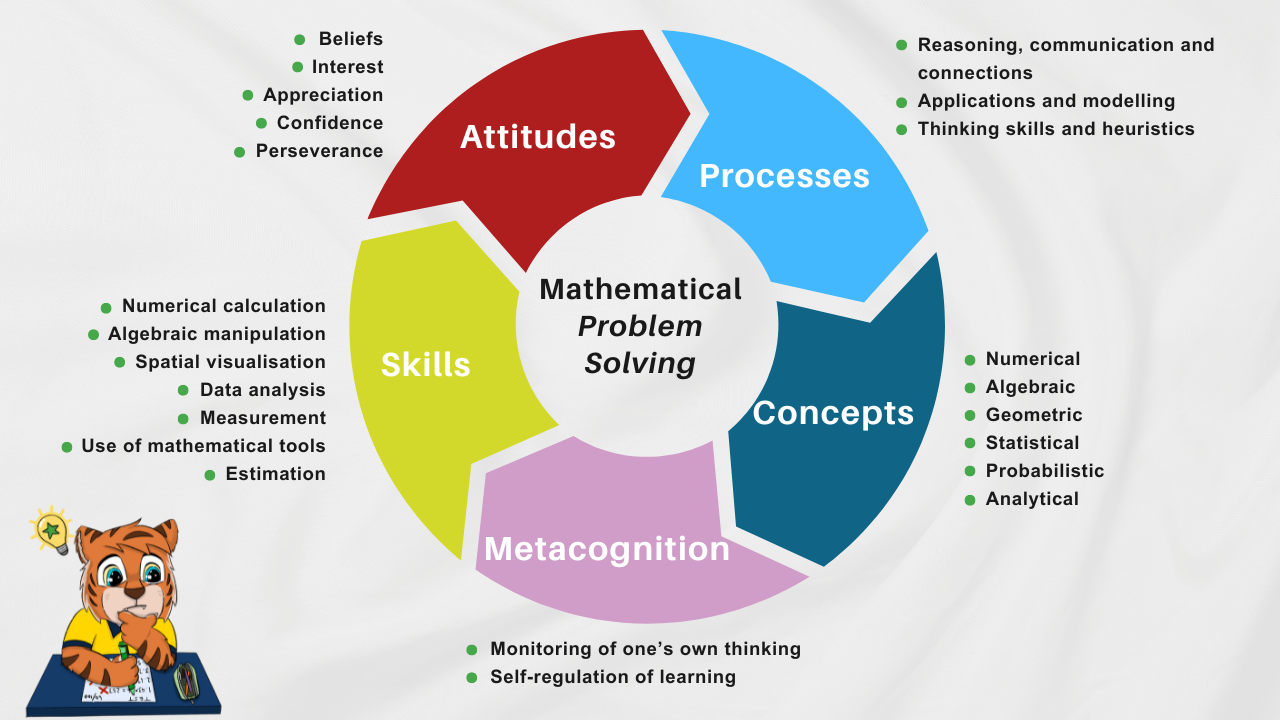 Beliefs
Interest
Appreciation
Confidence
Perseverance
Attitudes
Reasoning, communication and
connections
Applications and modelling
Thinking skills and heuristics
Processes
Mathematical
Problem
Solving
Numerical calculation
Algebraic manipulation
Spatial visualisation
Data analysis
Measurement
Use of mathematical tools
Estimation
Skills
Concepts
Numerical
Algebraic
Geometric
Statistical
Probabilistic
Analytical
Metacognition
Monitoring of one’s own thinking
Self-regulation of learning